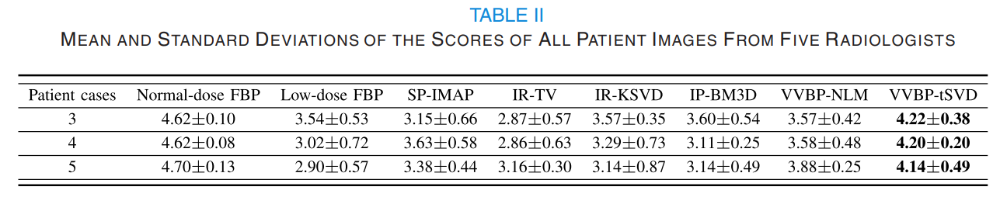 TABLE II
MEAN AND STANDARD DEVIATIONS OF THE SCORES OF ALL PATIENT IMAGES FROM FIVE RADIOLOGISTS
Patient cases Normal-dose FBP Low-dose FBP SP-IMAP IR-TV IR-KSVD IP-BM3D VVBP-NLM VVBP-tSVD
3 4.62±0.10 3.54±0.53 3.15±0.66 2.87±0.57 3.57±0.35 3.60±0.54 3.57±0.42 4.22±0.38
4 4.62±0.08 3.02±0.72 3.63±0.58 2.86±0.63 3.29±0.73 3.11±0.25 3.58±0.48 4.20±0.20
5 4.70±0.13 2.90±0.57 3.38±0.44 3.16±0.30 3.14±0.87 3.14±0.49 3.88±0.25 4.14±0.49